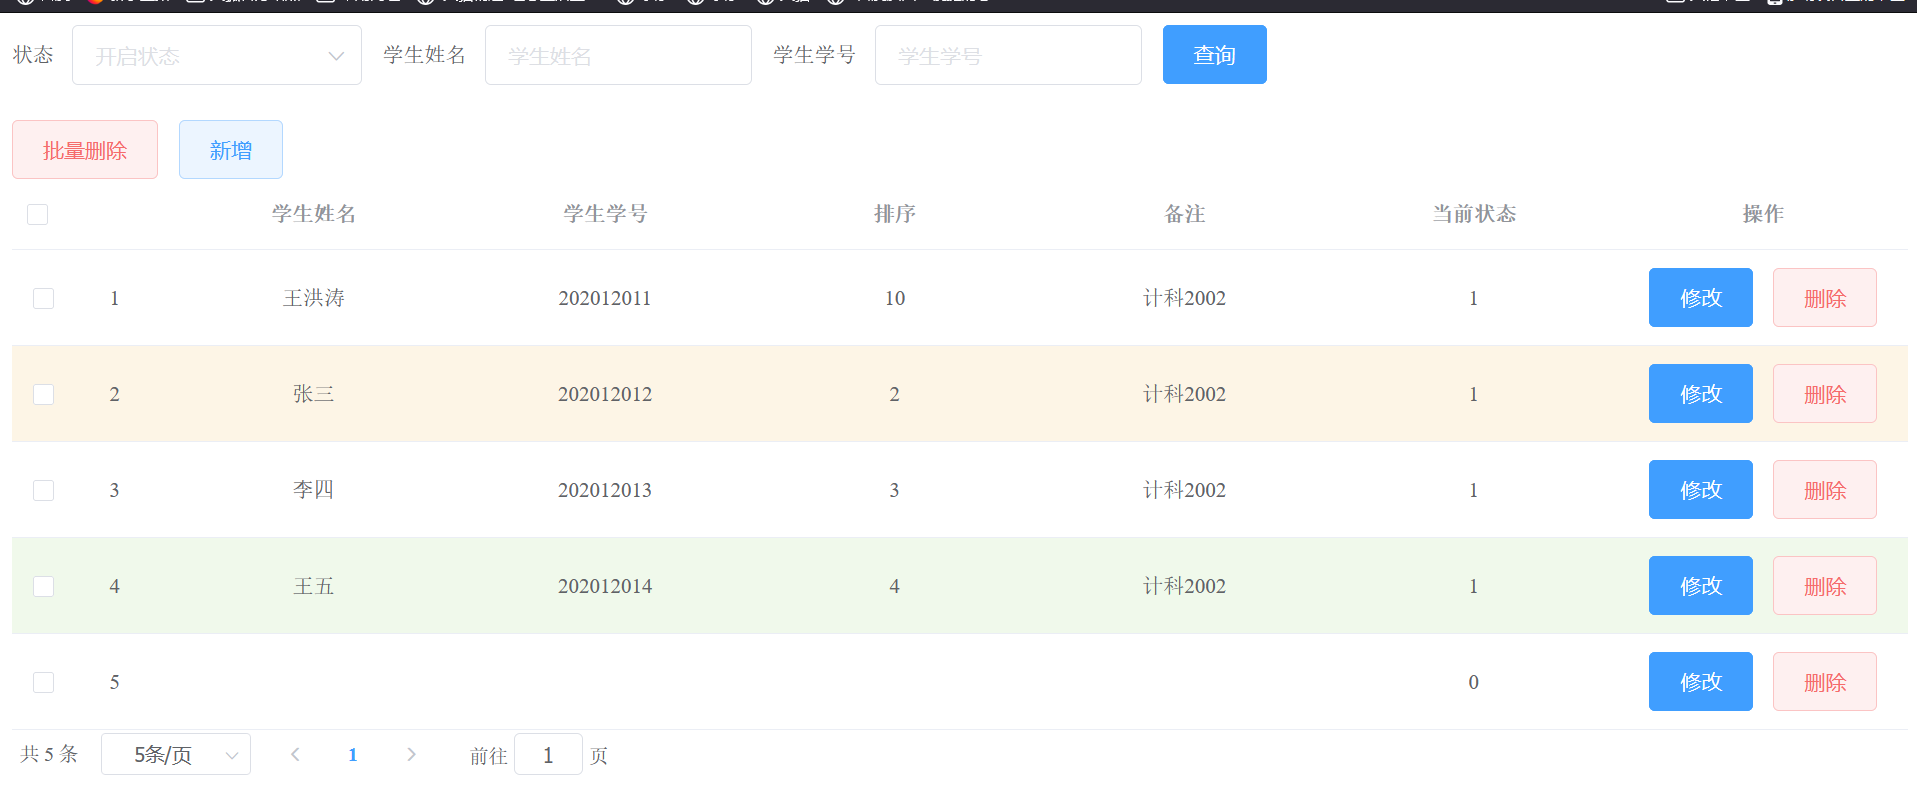 状态 开启状态 学生姓名 学生姓名 学生学号 学生学号 查询
批量删除 新增
学生姓名 学生学号 排序 备注 当前状态 操作
1 王洪涛 202012011 10 计科2002 1 修改 删除
2 张三 202012012 2 计科2002 1 修改 删除
3 李四 202012013 3 计科2002 1 修改 删除
4 王五 202012014 4 计科2002 1 修改 删除
5 0 修改 删除
共 5 条 5条/页 1 前往 1 页